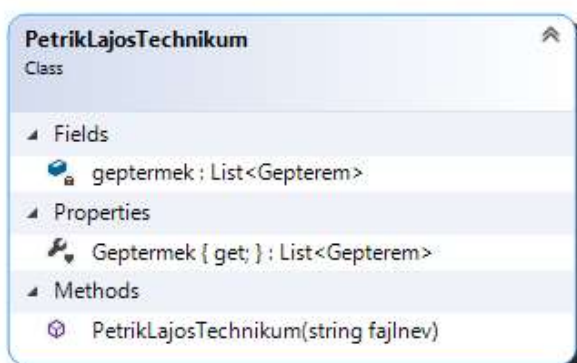 PetrikLajosTechnikum
Class
Fields
geptermek : List<Gepterem>
Properties
Geptermek { get; } : List<Gepterem>
Methods
PetrikLajosTechnikum(string fajlnev)